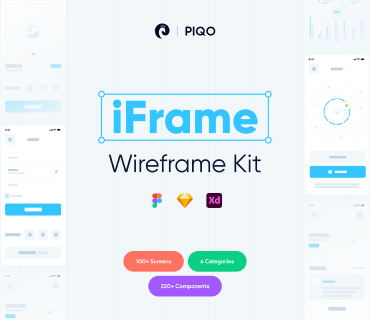 PIQO
iFrame
Wireframe Kit
Xd
100+ Screens
6 Categories
220+ Components